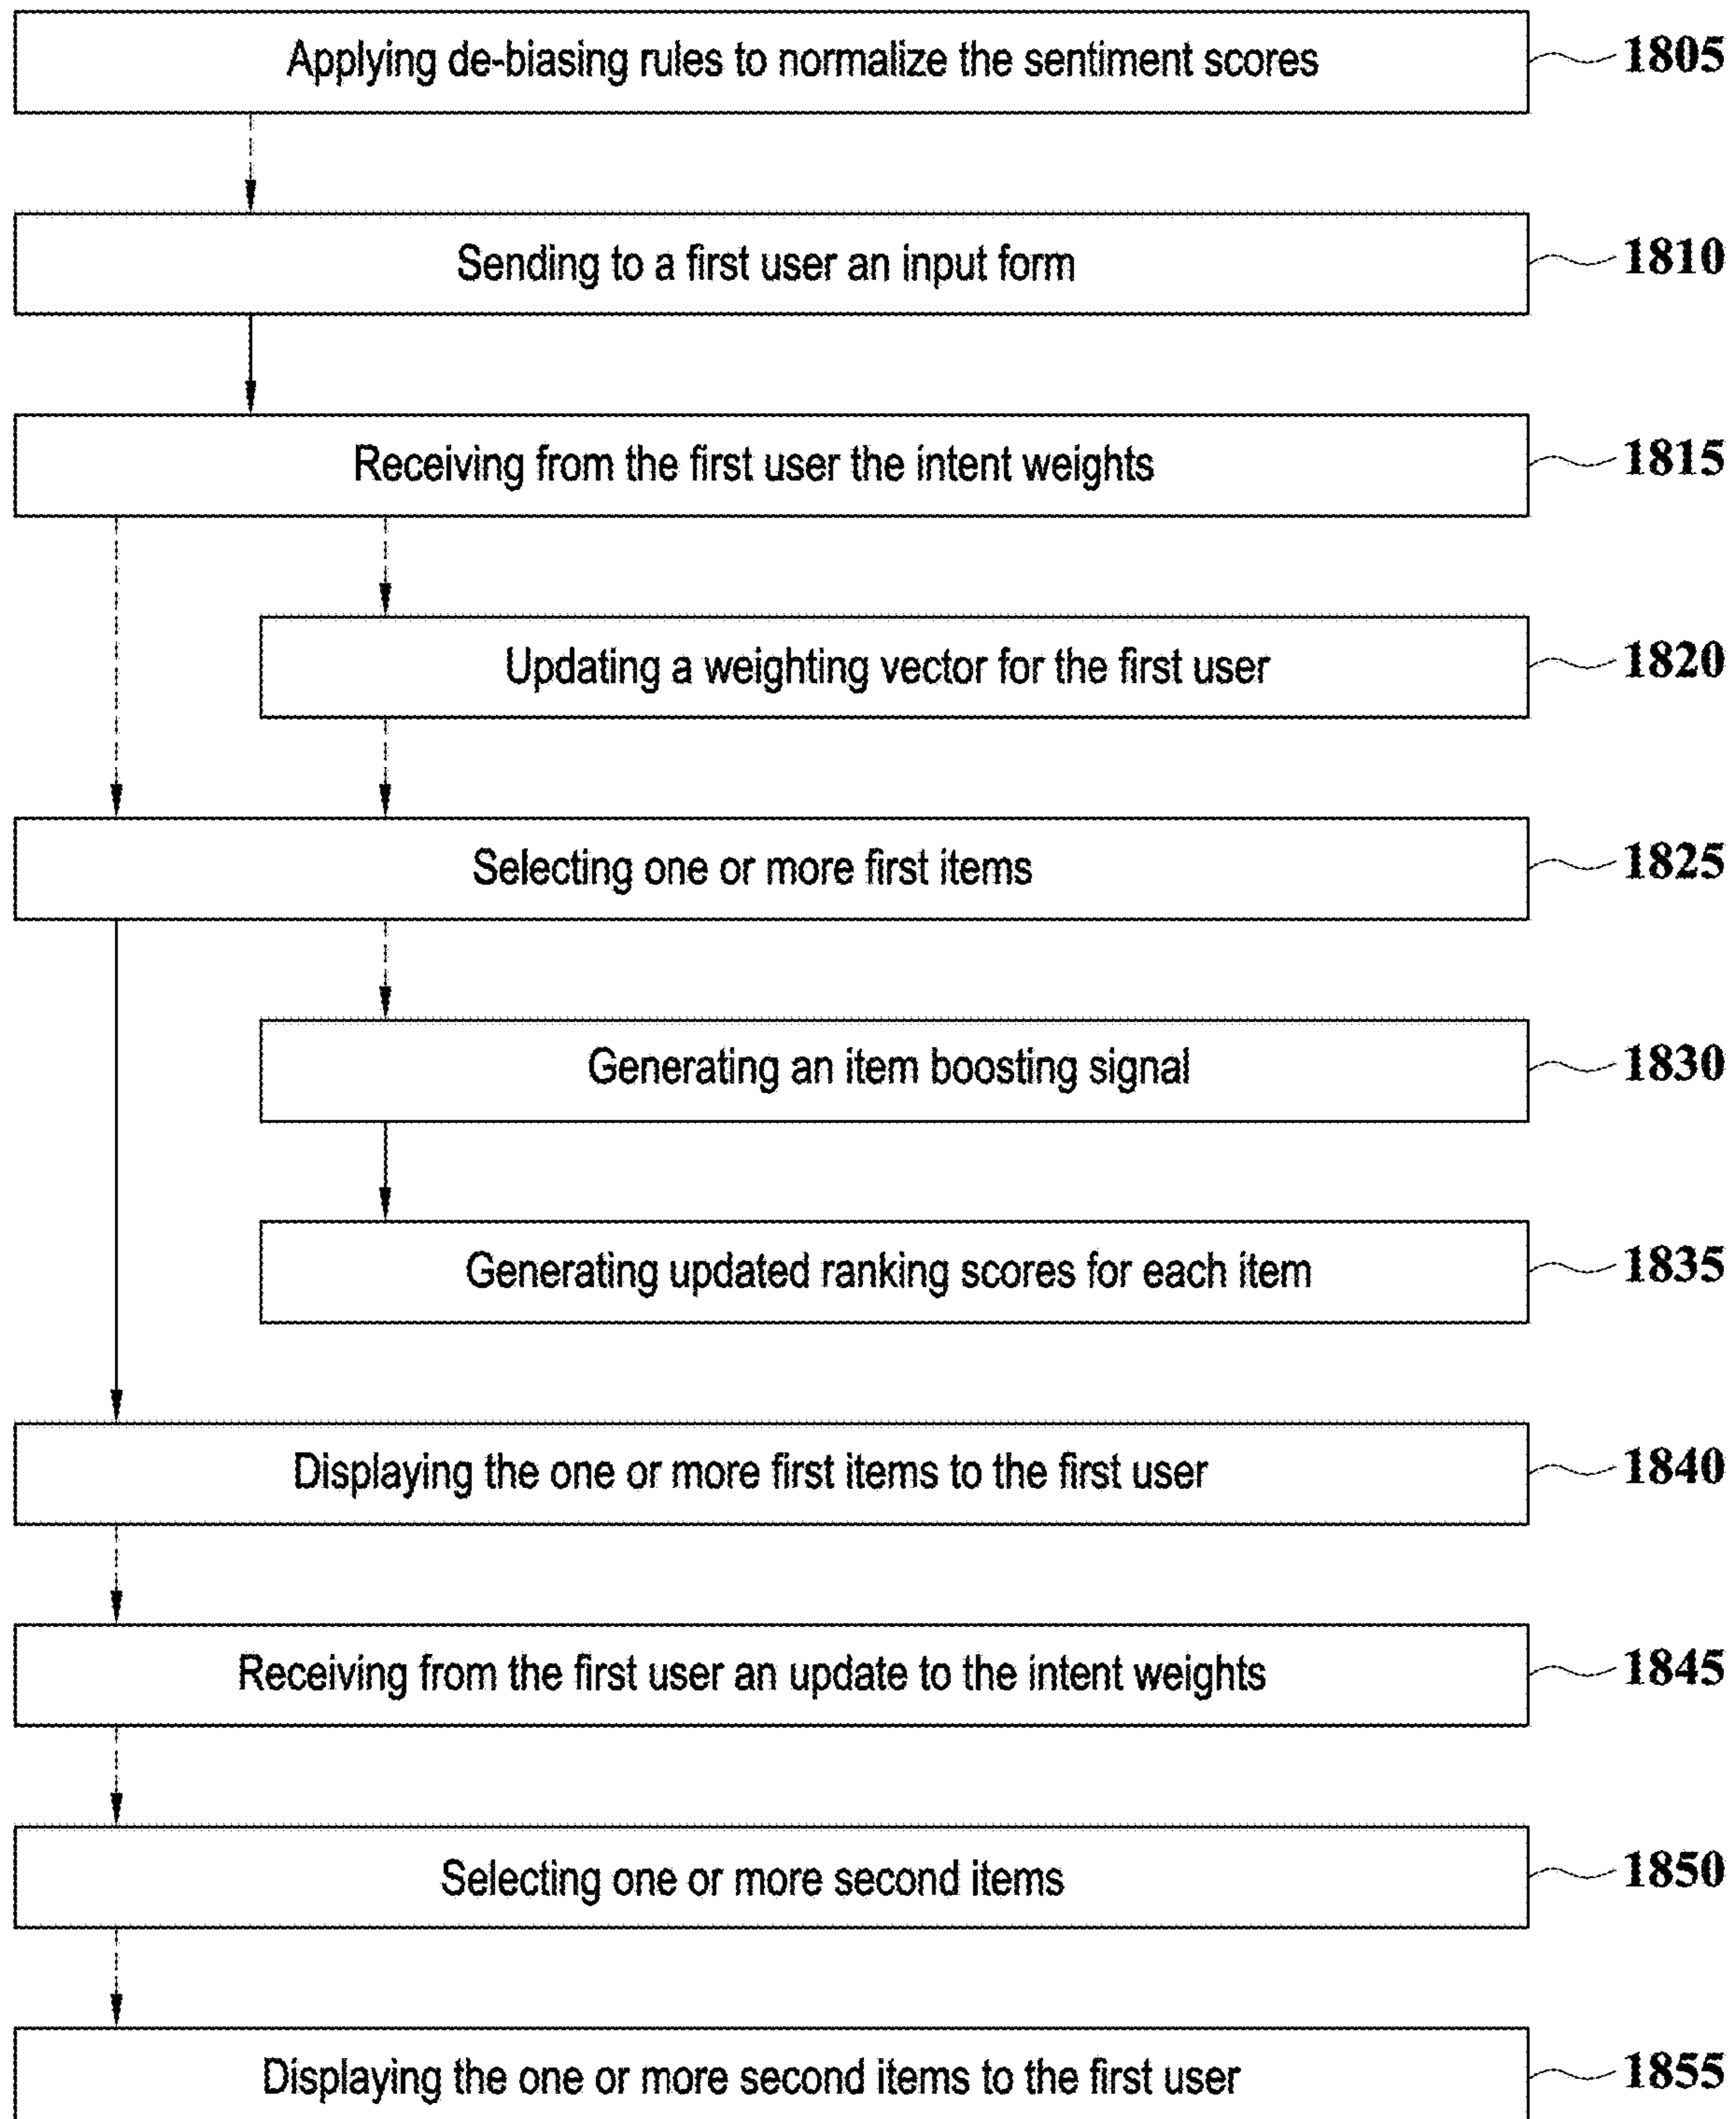 Applying de-biasing rules to normalize the sentiment scores 1805
Sending to a first user an input form 1810
Receiving from the first user the intent weights 1815
Updating a weighting vector for the first user 1820
Selecting one or more first items 1825
Generating an item boosting signal 1830
Generating updated ranking scores for each item 1835
Displaying the one or more first items to the first user 1840
Receiving from the first user an update to the intent weights 1845
Selecting one or more second items 1850
Displaying the one or more second items to the first user 1855